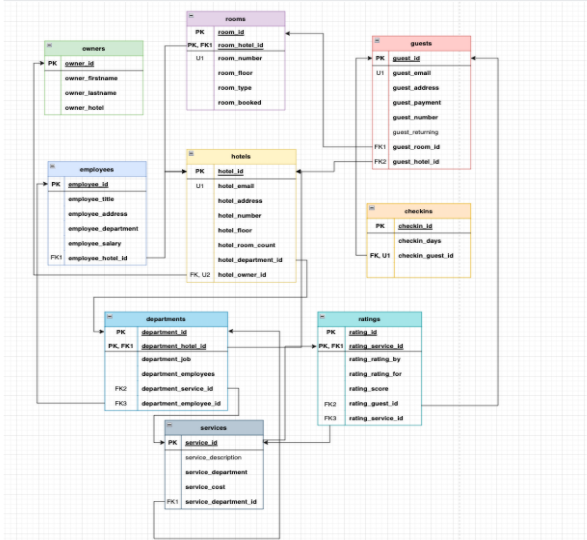 rooms
PK room_id
PK, FK1 room_hotel_id
U1 room_number
room_floor
room_type
room_booked
owners
PK owner_id
owner_firstname
owner_lastname
owner_hotel
guests
PK guest_id
U1 guest_email
guest_address
guest_payment
guest_number
guest_returning
FK1 guest_room_id
FK2 guest_hotel_id
employees
PK employee_id
employee_title
employee_address
employee_department
employee_salary
FK1 employee_hotel_id
hotels
PK hotel_id
U1 hotel_email
hotel_address
hotel_number
hotel_floor
hotel_room_count
hotel_department_id
FK, U2 hotel_owner_id
checkins
PK checkin_id
checkin_days
FK, U1 checkin_guest_id
departments
PK department_id
PK, FK1 department_hotel_id
department_job
department_employees
FK2 department_service_id
FK3 department_employee_id
ratings
PK rating_id
PK, FK1 rating_service_id
rating_rating_by
rating_rating_for
rating_score
FK2 rating_guest_id
FK3 rating_service_id
services
PK service_id
service_description
service_department
service_cost
FK1 service_department_id